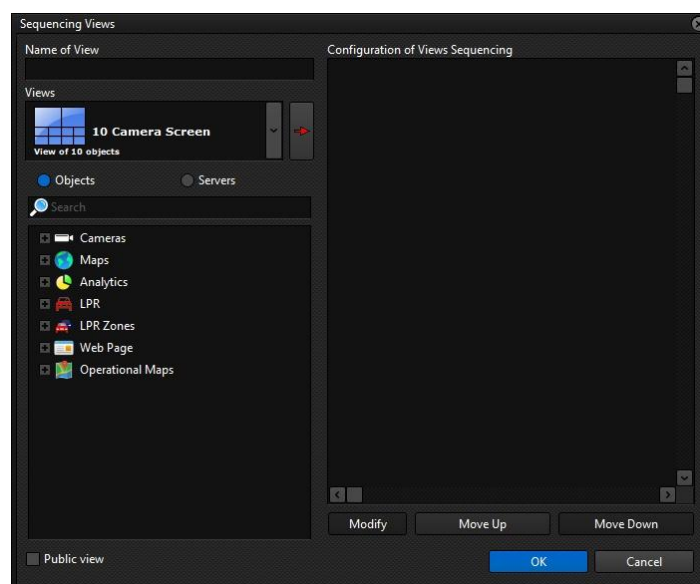 Sequencing Views
Name of View
Configuration of Views Sequencing
Views
10 Camera Screen
View of 10 objects
Objects
Servers
Search
Cameras
Maps
Analytics
LPR
LPR Zones
Web Page
Operational Maps
Modify
Move Up
Move Down
Public view
OK
Cancel